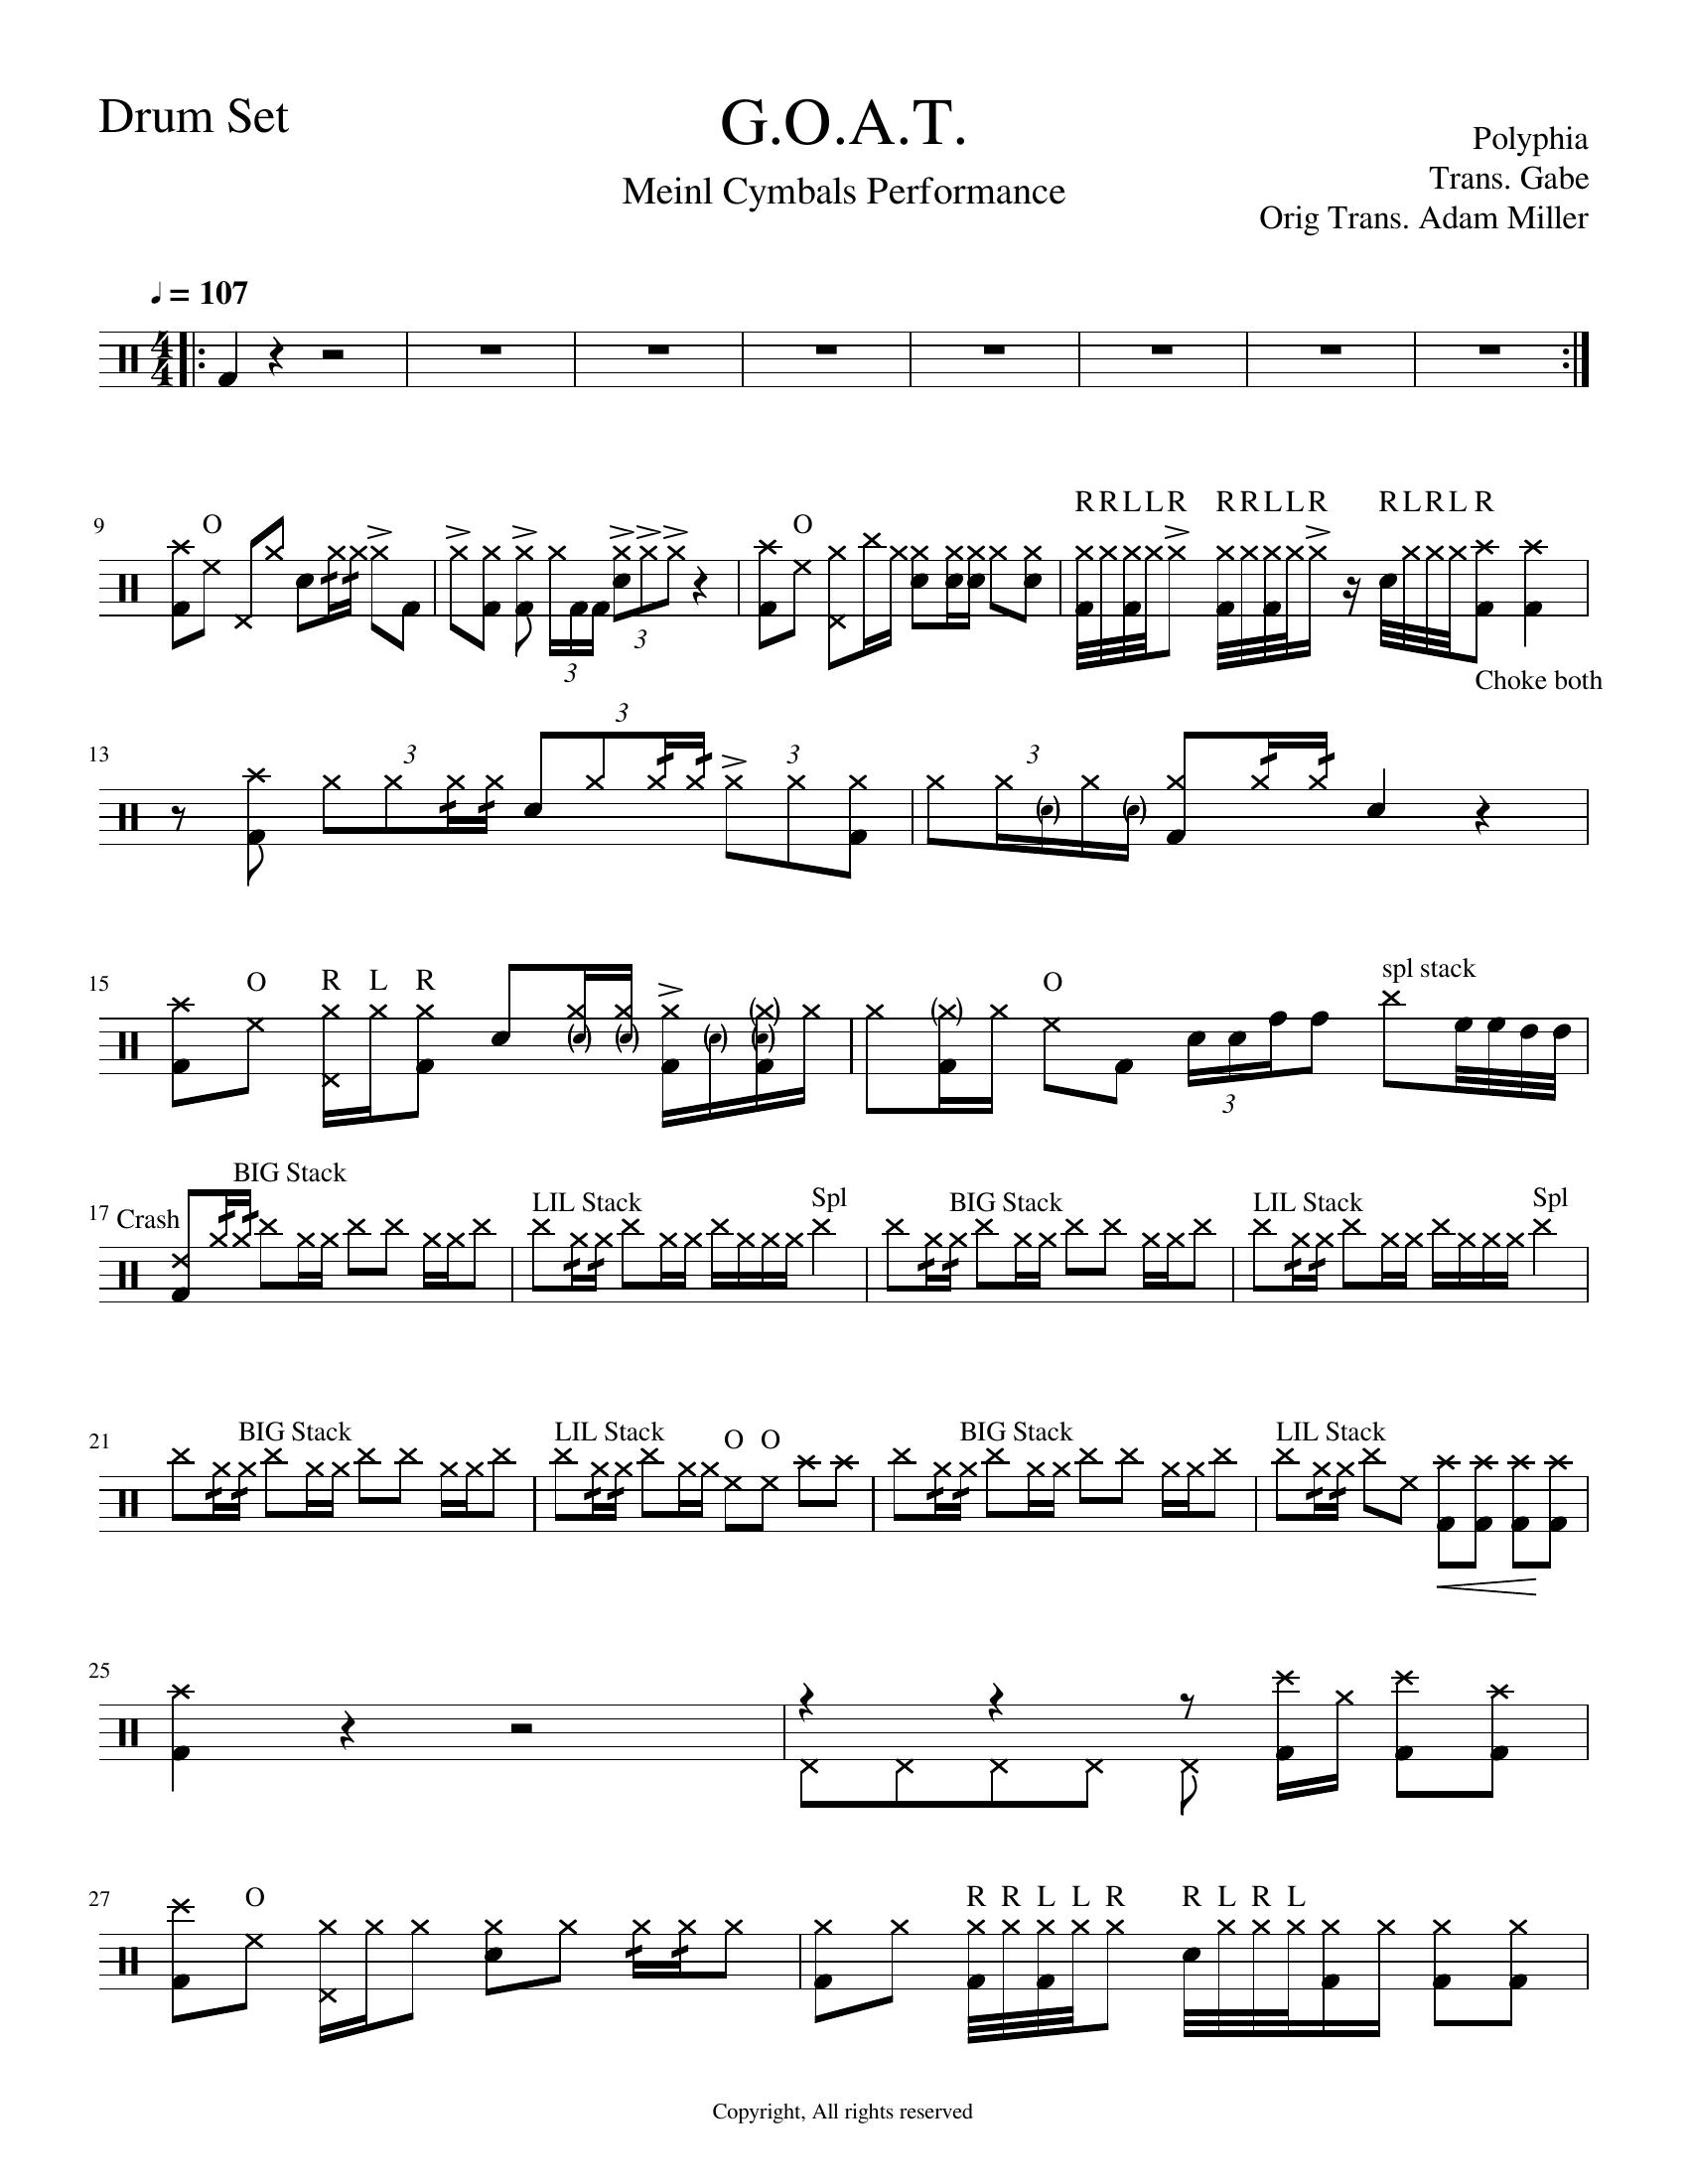 Drum Set
G.O.A.T.
Meinl Cymbals Performance
Polyphia
Trans. Gabe
Orig Trans. Adam Miller
= 107
4
4
R R L L R R R L L R R L R L R
9
O > > > 3 > > > 3 O > >
Choke both
13
3 3 > 3 3
15
O R L R > O 3 spl stack
17
Crash BIG Stack LIL Stack Spl BIG Stack LIL Stack Spl
21
BIG Stack LIL Stack O O BIG Stack LIL Stack
25
27
O R R L L R R L R L
Copyright, All rights reserved